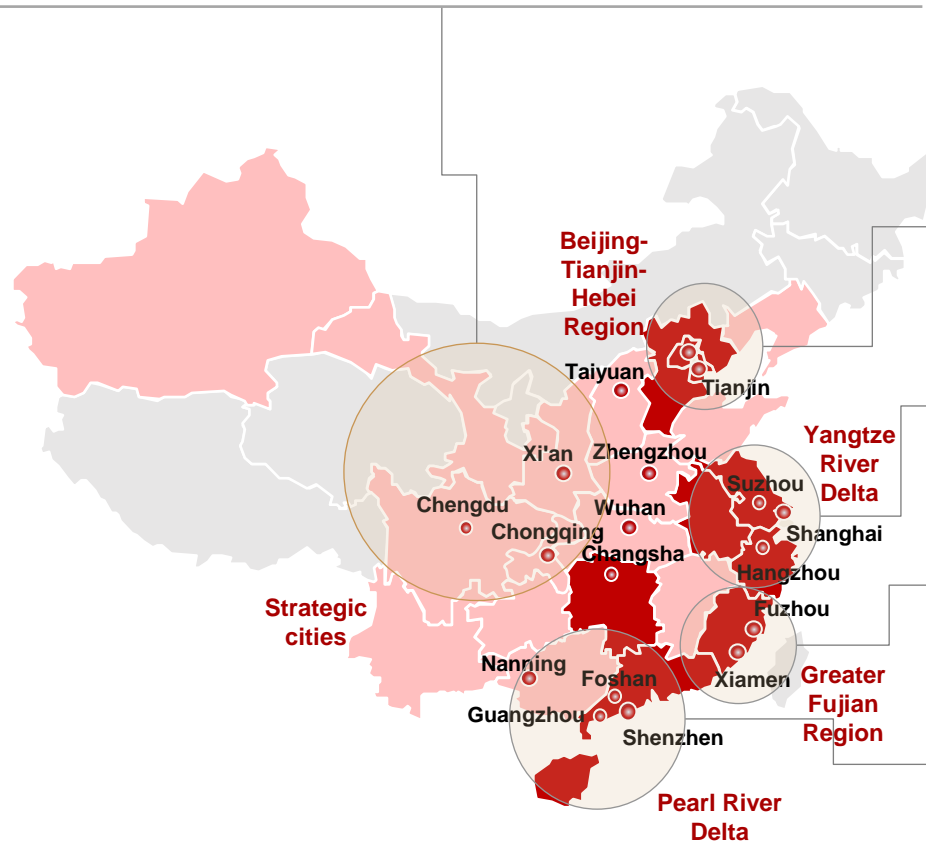 Beijing-
Tianjin-
Hebei
Region
Taiyuan
Tianjin
Yangtze
River
Delta
Xi'an
Zhengzhou
Suzhou
Chengdu
Wuhan
Shanghai
Chongqing
Changsha
Hangzhou
Strategic
cities
Fuzhou
Nanning
Foshan
Xiamen
Greater
Fujian
Region
Guangzhou
Shenzhen
Pearl River
Delta